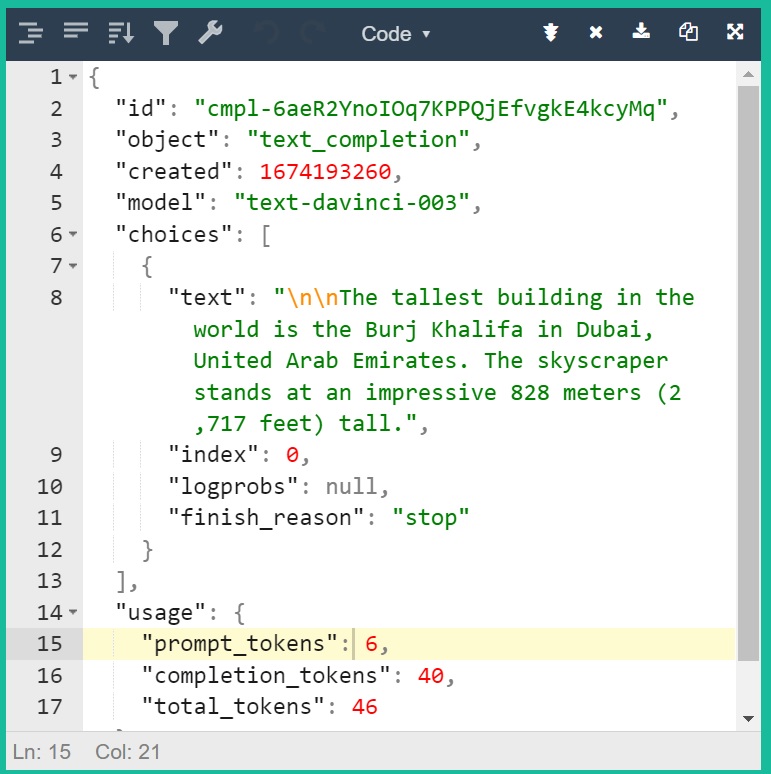 Code
1 {
2 "id": "cmpl-6aeR2YnoIOq7KPPQjEfvgkE4kcyMq",
3 "object": "text_completion",
4 "created": 1674193260,
5 "model": "text-davinci-003",
6 "choices": [
7 {
8 "text": "\n\nThe tallest building in the
world is the Burj Khalifa in Dubai,
United Arab Emirates. The skyscraper
stands at an impressive 828 meters (2
,717 feet) tall.",
9 "index": 0,
10 "logprobs": null,
11 "finish_reason": "stop"
12 }
13 ],
14 "usage": {
15 "prompt_tokens": 6,
16 "completion_tokens": 40,
17 "total_tokens": 46
Ln: 15 Col: 21